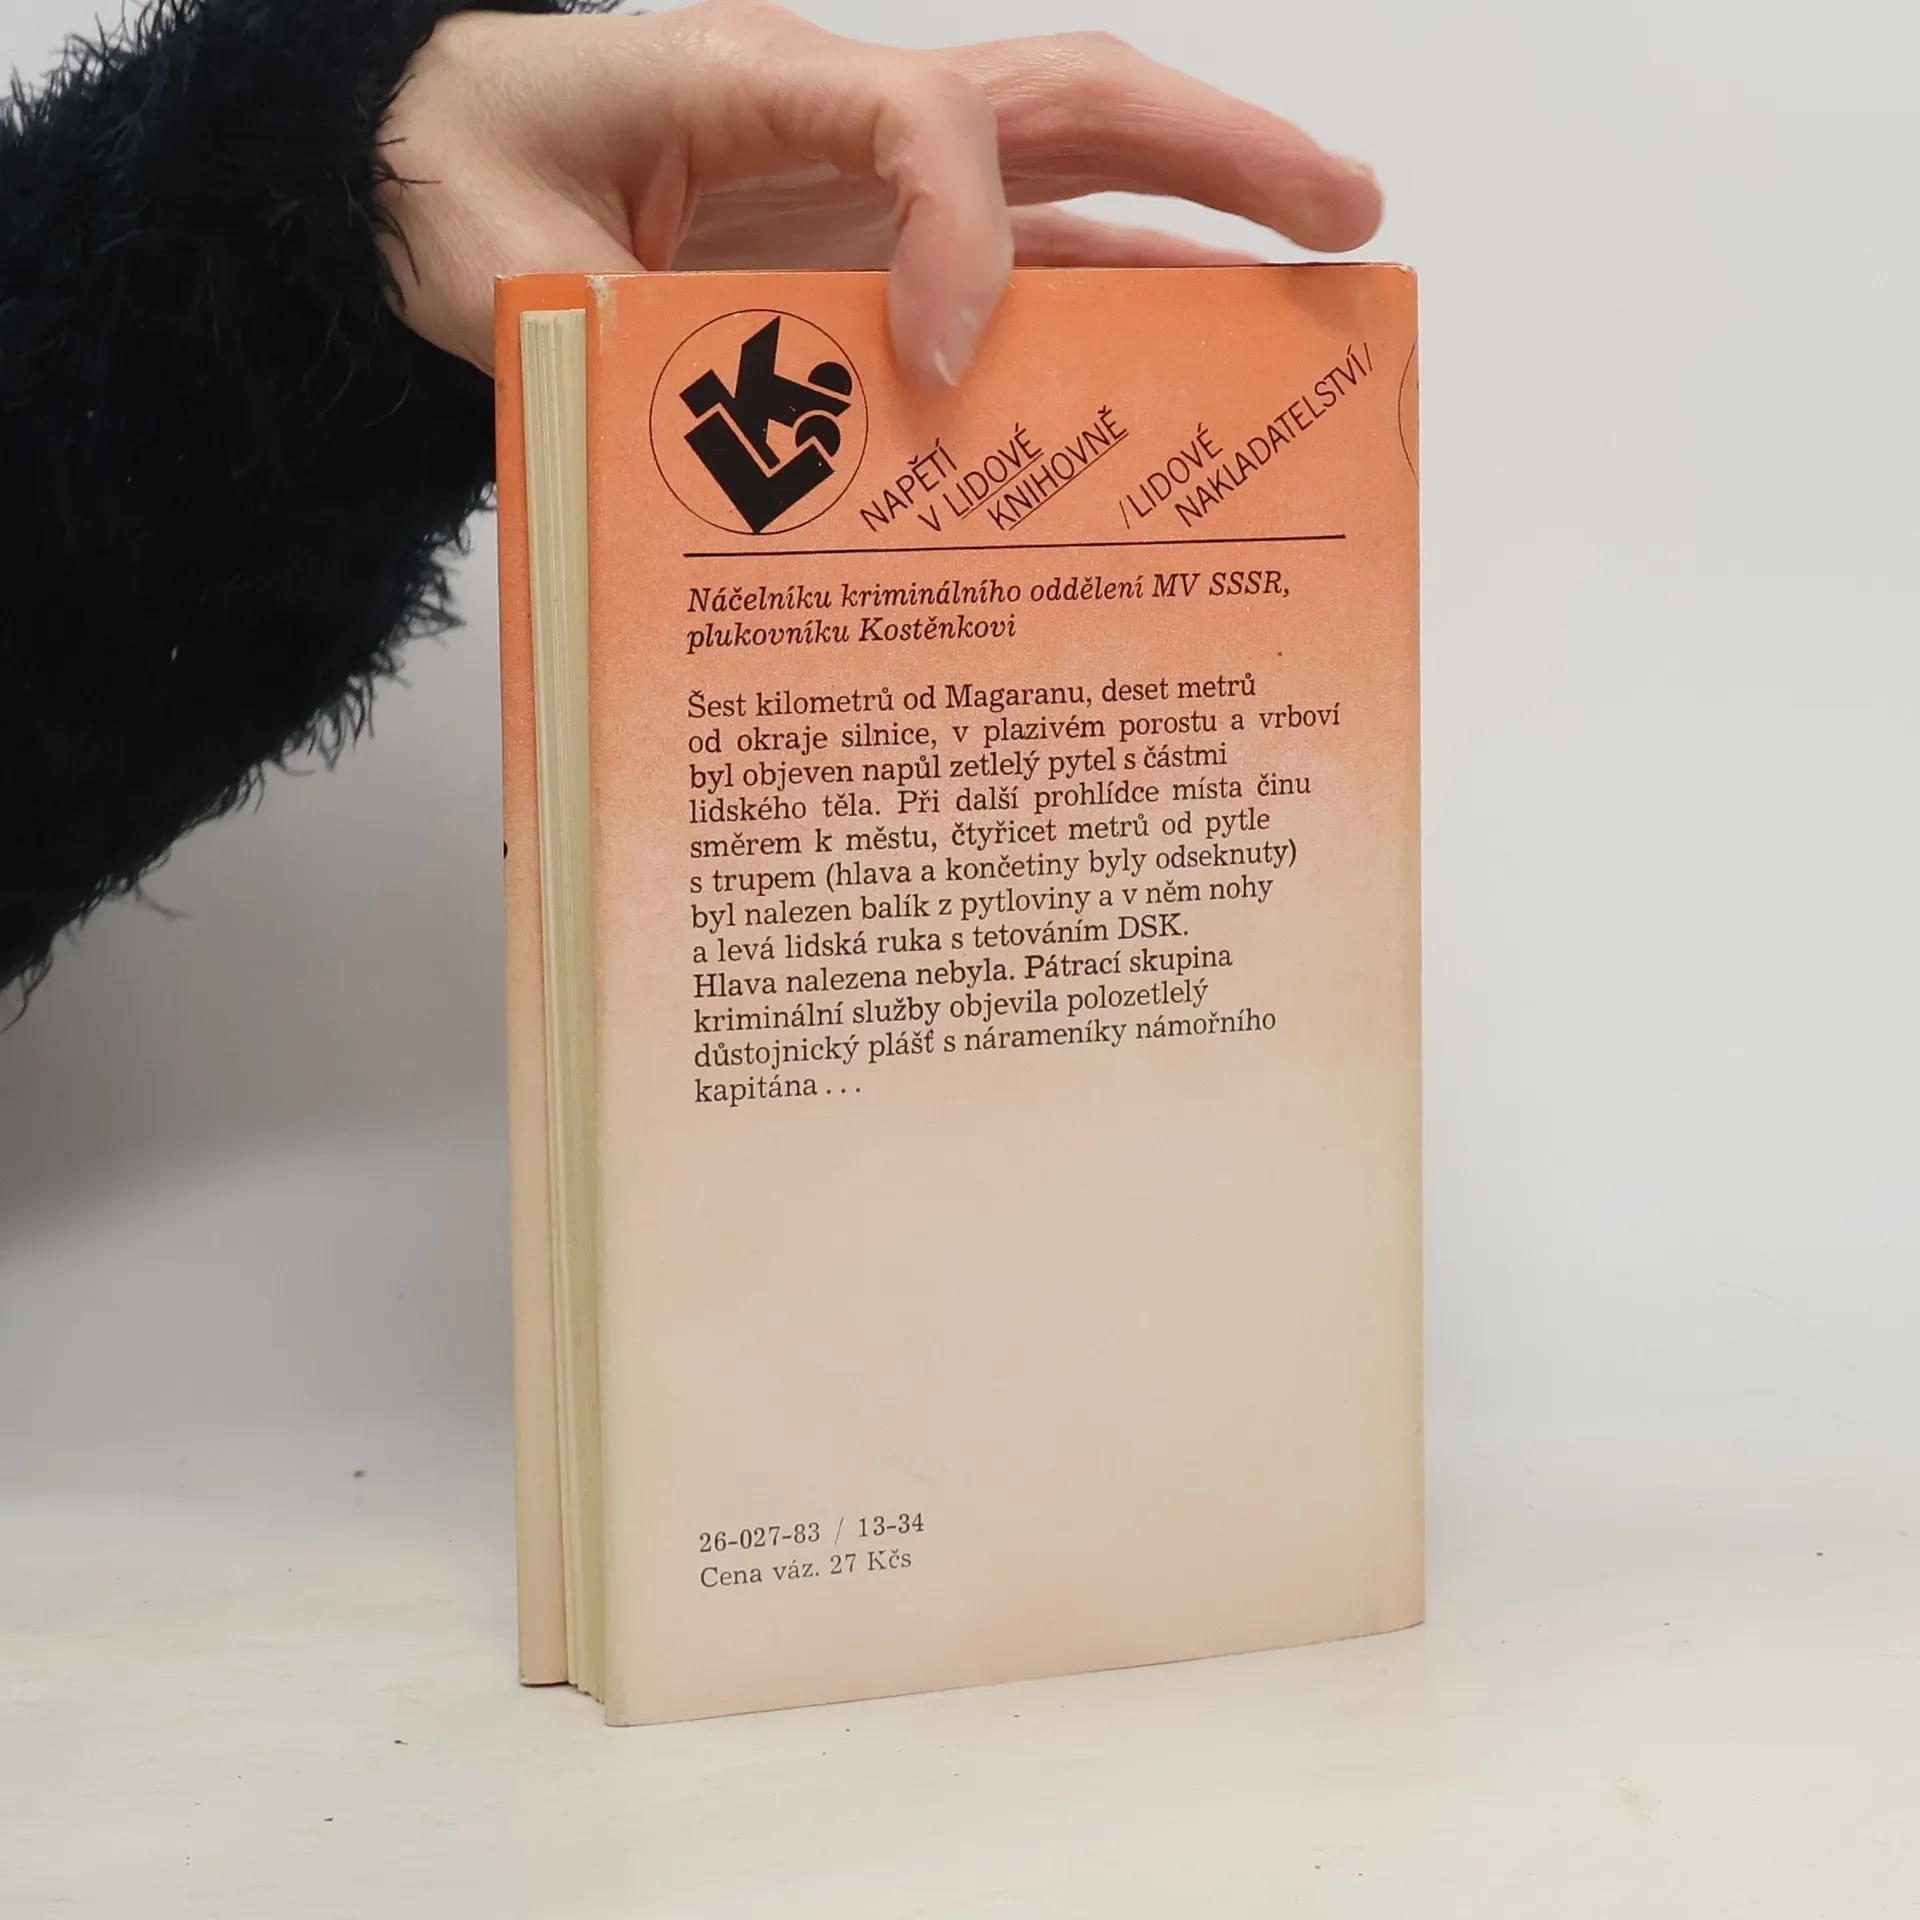 LK
NAPĚTÍ
V LIDOVÉ
KNIHOVNĚ
/LIDOVÉ
NAKLADATELSTVÍ/
Náčelníku kriminálního oddělení MV SSSR,
plukovníku Kostěnkovi
Šest kilometrů od Magaranu, deset metrů
od okraje silnice, v plazivém porostu a vrboví
byl objeven napůl zetlelý pytel s částmi
lidského těla. Při další prohlídce místa činu
směrem k městu, čtyřicet metrů od pytle
s trupem (hlava a končetiny byly odseknuty)
byl nalezen balík z pytloviny a v něm nohy
a levá lidská ruka s tetováním DSK.
Hlava nalezena nebyla. Pátrací skupina
kriminální služby objevila polozetlelý
důstojnický plášť s nárameníky námořního
kapitána...
26-027-83 / 13-34
Cena váz. 27 Kčs